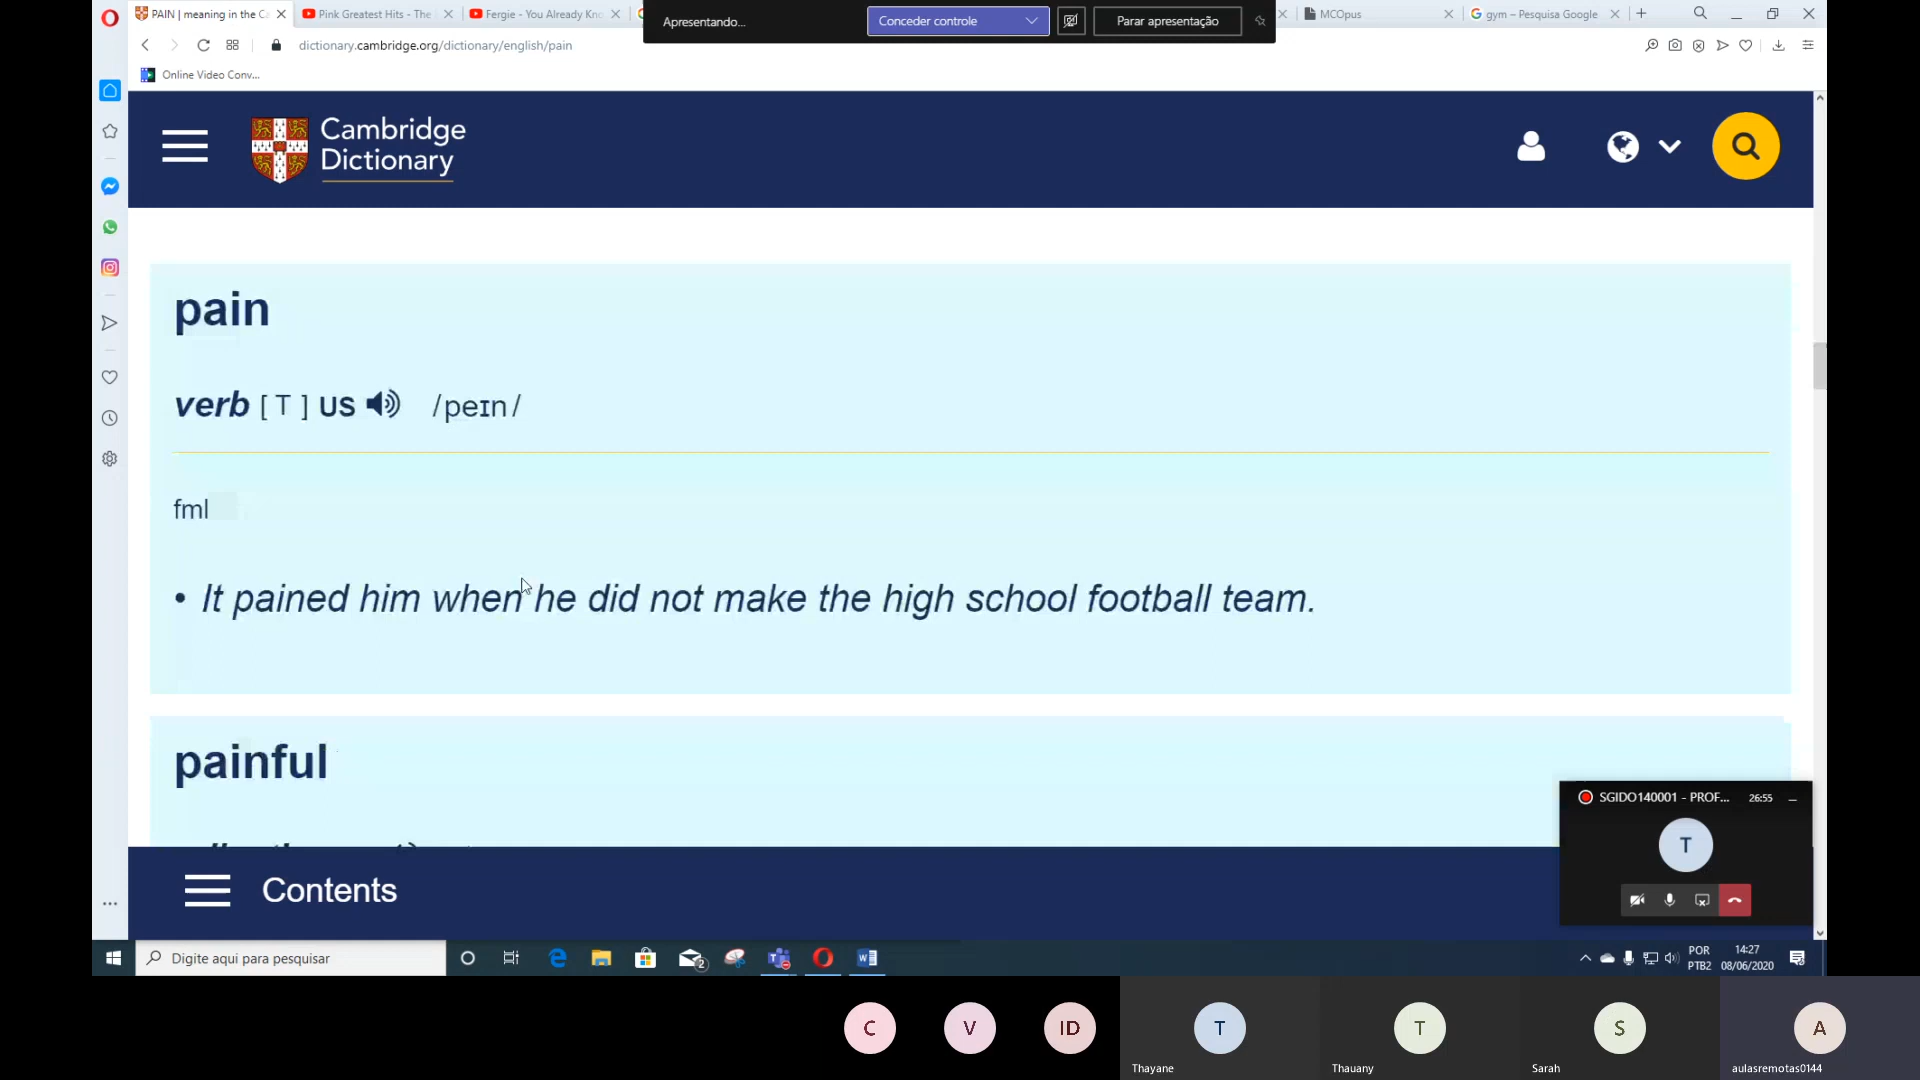 PAIN | meaning in the Ca
Pink Greatest Hits - The
Fergie - You Already Kno
Apresentando...
Conceder controle
Parar apresentação
MCOpus
gym – Pesquisa Google
dictionary.cambridge.org/dictionary/english/pain
Online Video Conv...
Cambridge
Dictionary
pain
verb [ T ] US /peɪn/
fml
• It pained him when he did not make the high school football team.
painful
Contents
SGIDO140001 - PROF... 26:55
T
Digite aqui para pesquisar
2
POR
PTB2
14:27
08/06/2020
C
V
ID
T
T
S
A
Thayane
Thauany
Sarah
aulasremotas0144